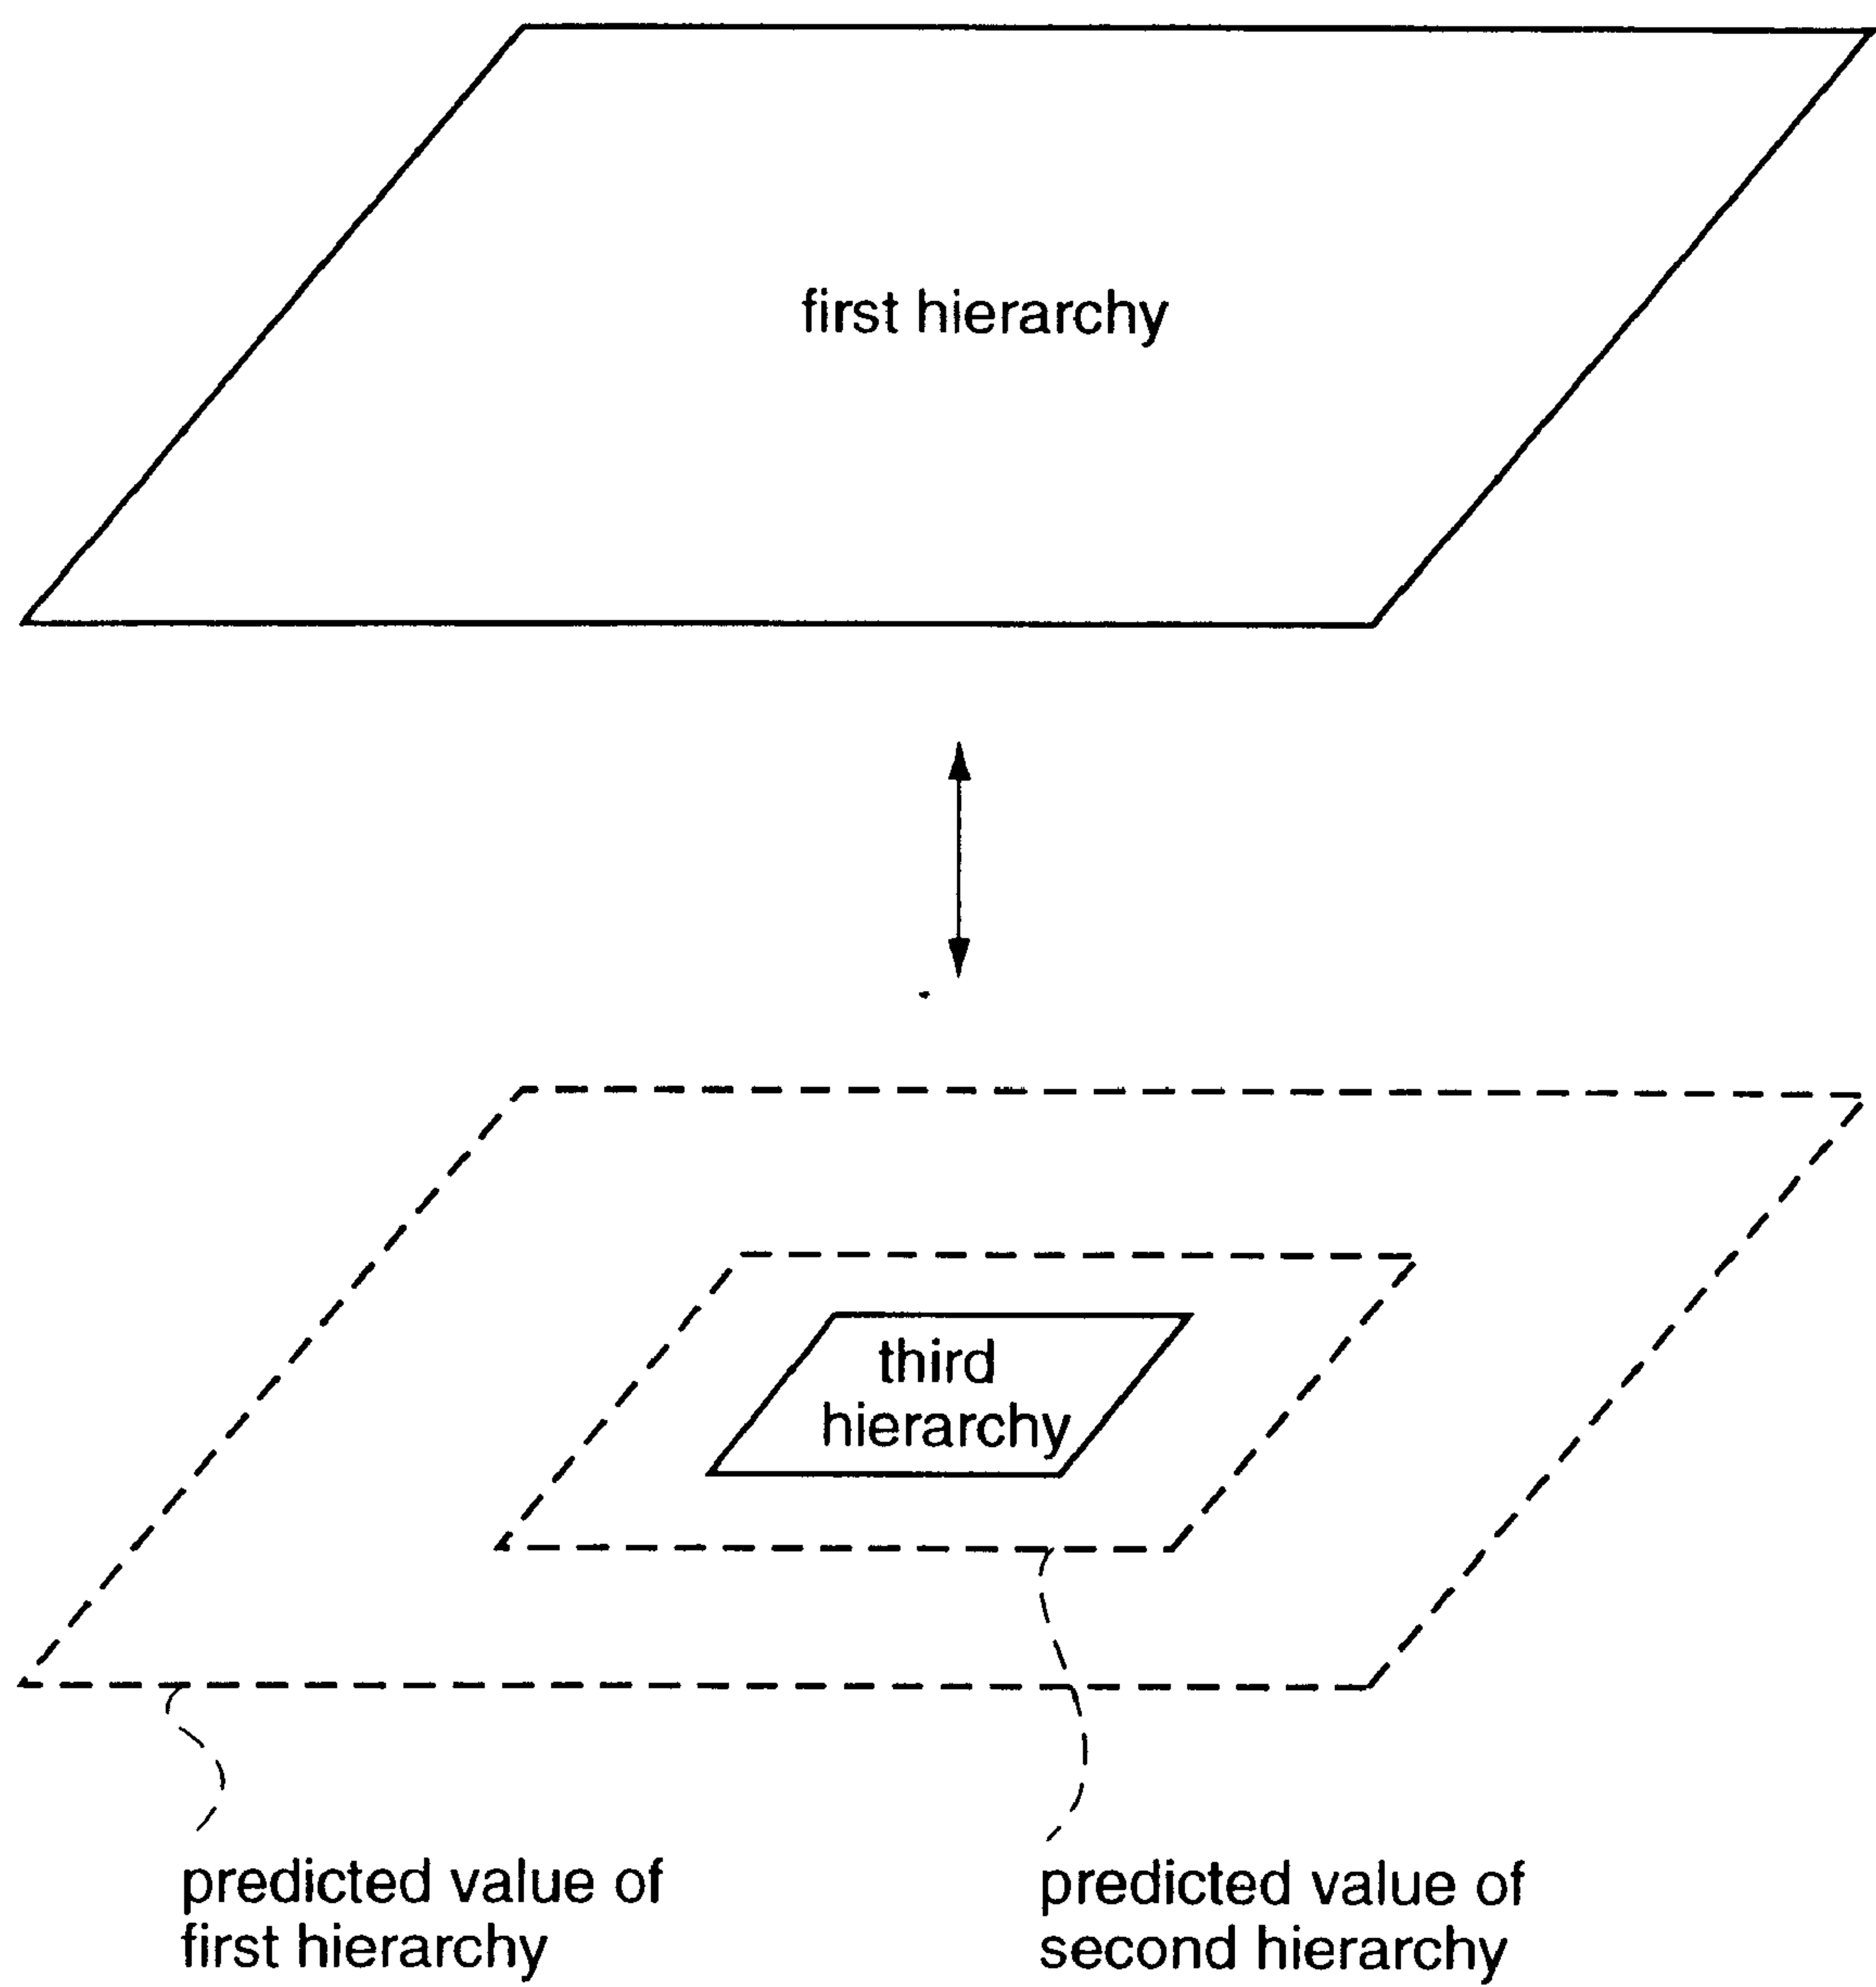 first hierarchy
third
hierarchy
predicted value of
first hierarchy
predicted value of
second hierarchy